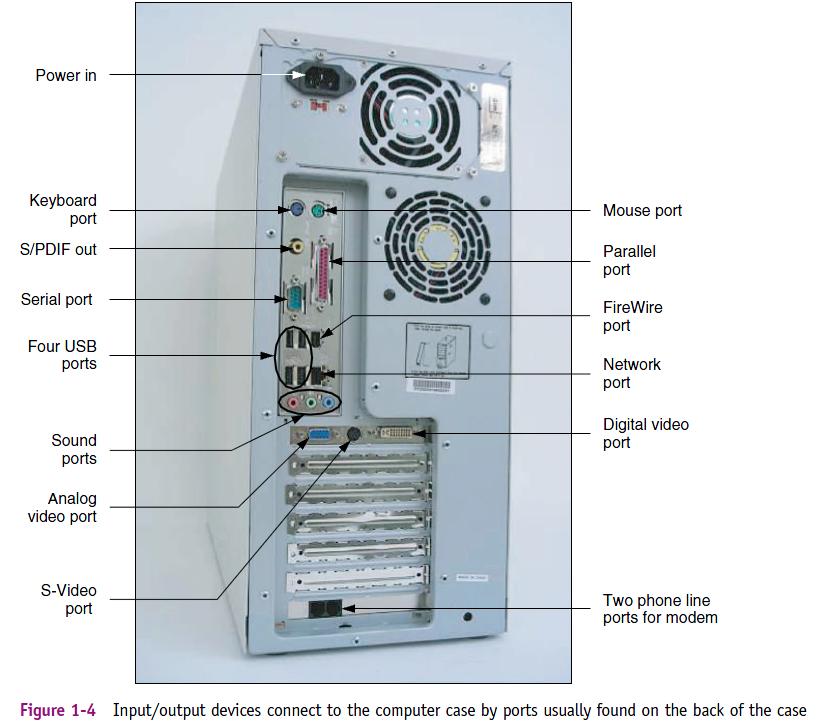 Power in
Keyboard
port
S/PDIF out
Serial port
Four USB
ports
Sound
ports
Analog
video port
S-Video
port
Mouse port
Parallel
port
FireWire
port
Network
port
Digital video
port
Two phone line
ports for modem
Figure 1-4 Input/output devices connect to the computer case by ports usually found on the back of the case